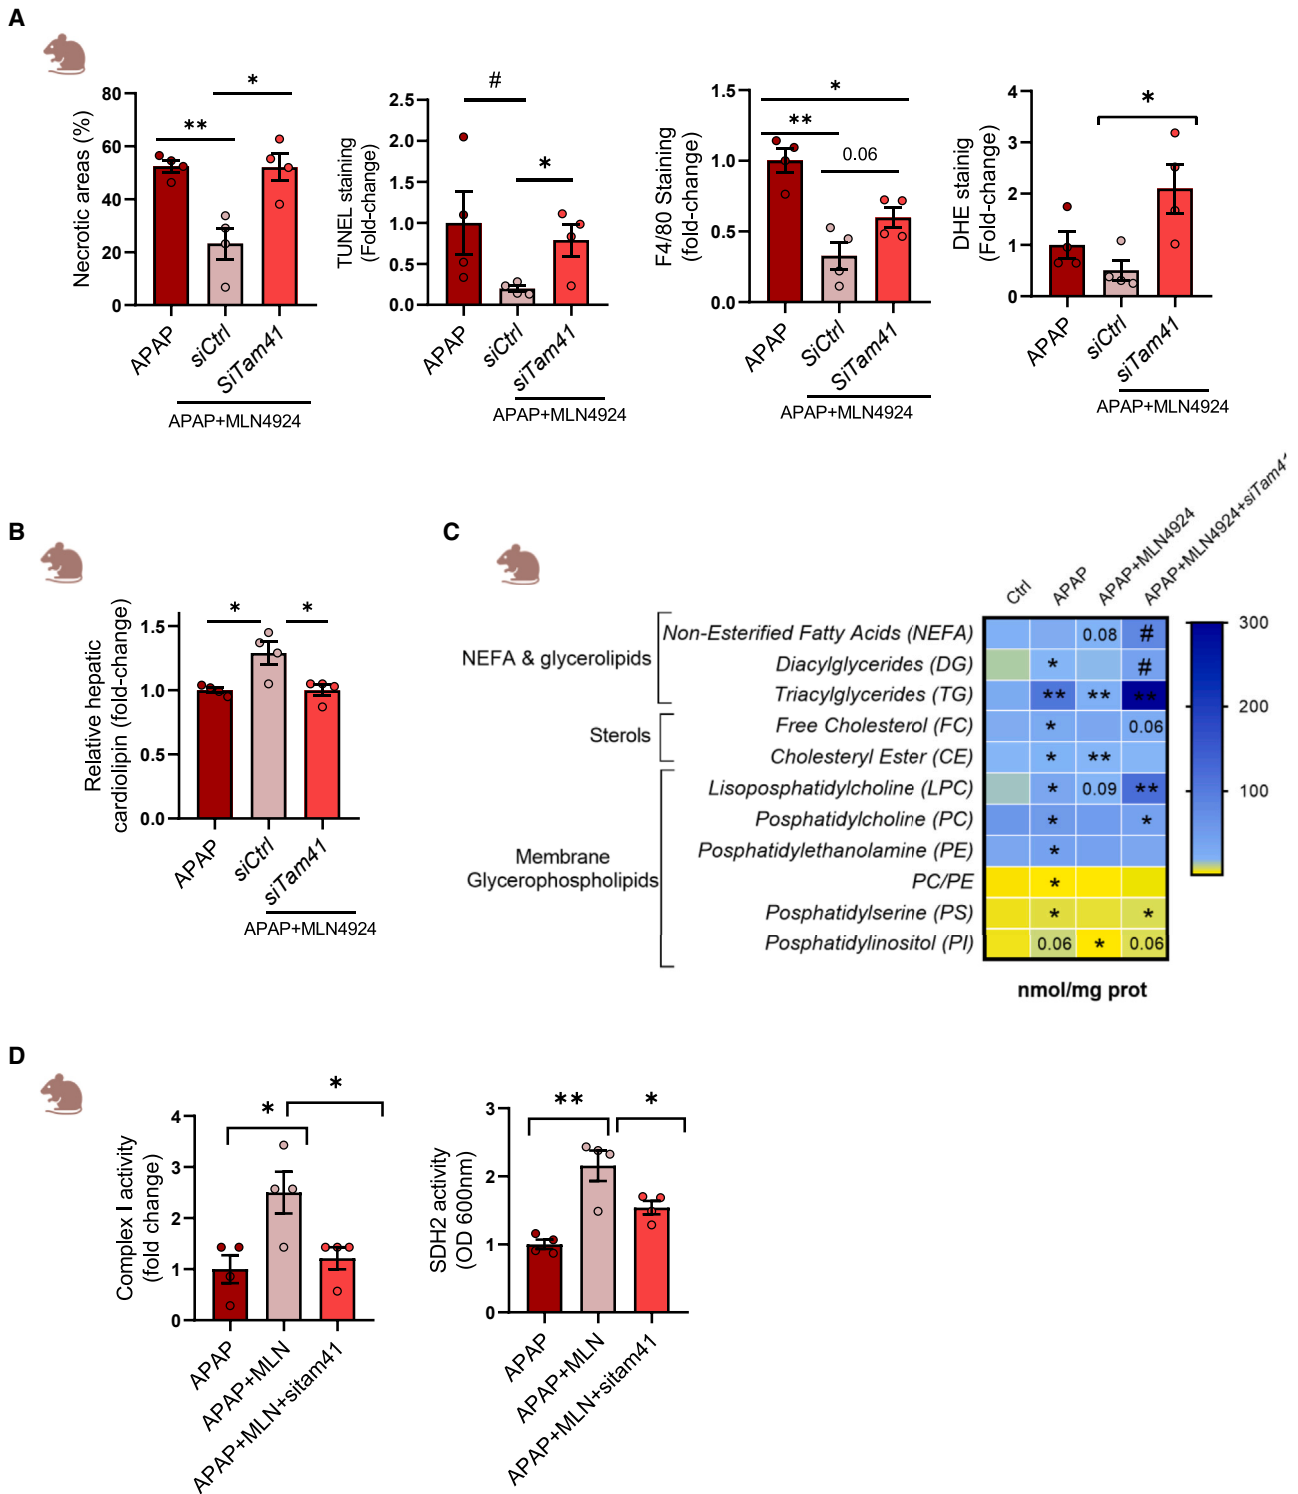 A
Necrotic areas (%)
80
60
40
20
0
**
*
APAP
siCtrl
SiTam41
APAP+MLN4924
TUNEL staining
(Fold-change)
2.5
2.0
1.5
1.0
0.5
0.0
#
*
APAP
siCtrl
siTam41
APAP+MLN4924
F4/80 Staining
(fold-change)
1.5
1.0
0.5
0.0
*
**
0.06
APAP
SiCtrl
SiTam41
APAP+MLN4924
DHE stainig
(Fold-change)
4
3
2
1
0
*
APAP
siCtrl
siTam41
APAP+MLN4924
B
Relative hepatic
cardiolipin (fold-change)
1.5
1.0
0.5
0.0
*
*
APAP
siCtrl
siTam41
APAP+MLN4924
C
Ctrl
APAP
APAP+MLN4924
APAP+MLN4924+siTam41
NEFA & glycerolipids
Sterols
Membrane
Glycerophospholipids
Non-Esterified Fatty Acids (NEFA) 0.08 #
Diacylglycerides (DG) * #
Triacylglycerides (TG) ** ** **
Free Cholesterol (FC) * 0.06
Cholesteryl Ester (CE) * **
Lisoposphatidylcholine (LPC) * 0.09 **
Posphatidylcholine (PC) * *
Posphatidylethanolamine (PE) *
PC/PE *
Posphatidylserine (PS) * *
Posphatidylinositol (PI) 0.06 * 0.06
300
200
100
nmol/mg prot
D
Complex I activity
(fold change)
4
3
2
1
0
*
*
APAP
APAP+MLN
APAP+MLN+sitam41
SDH2 activity
(OD 600nm)
3
2
1
0
**
*
APAP
APAP+MLN
APAP+MLN+sitam41